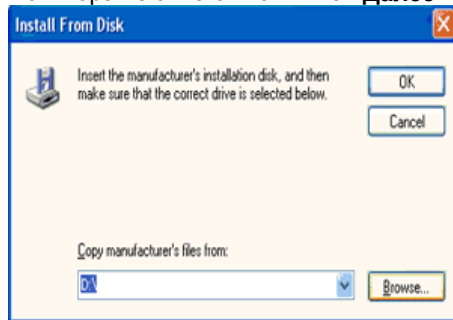 Далее
Install From Disk
Insert the manufacturer's installation disk, and then
make sure that the correct drive is selected below.
OK
Cancel
Copy manufacturer's files from:
D:\
Browse...